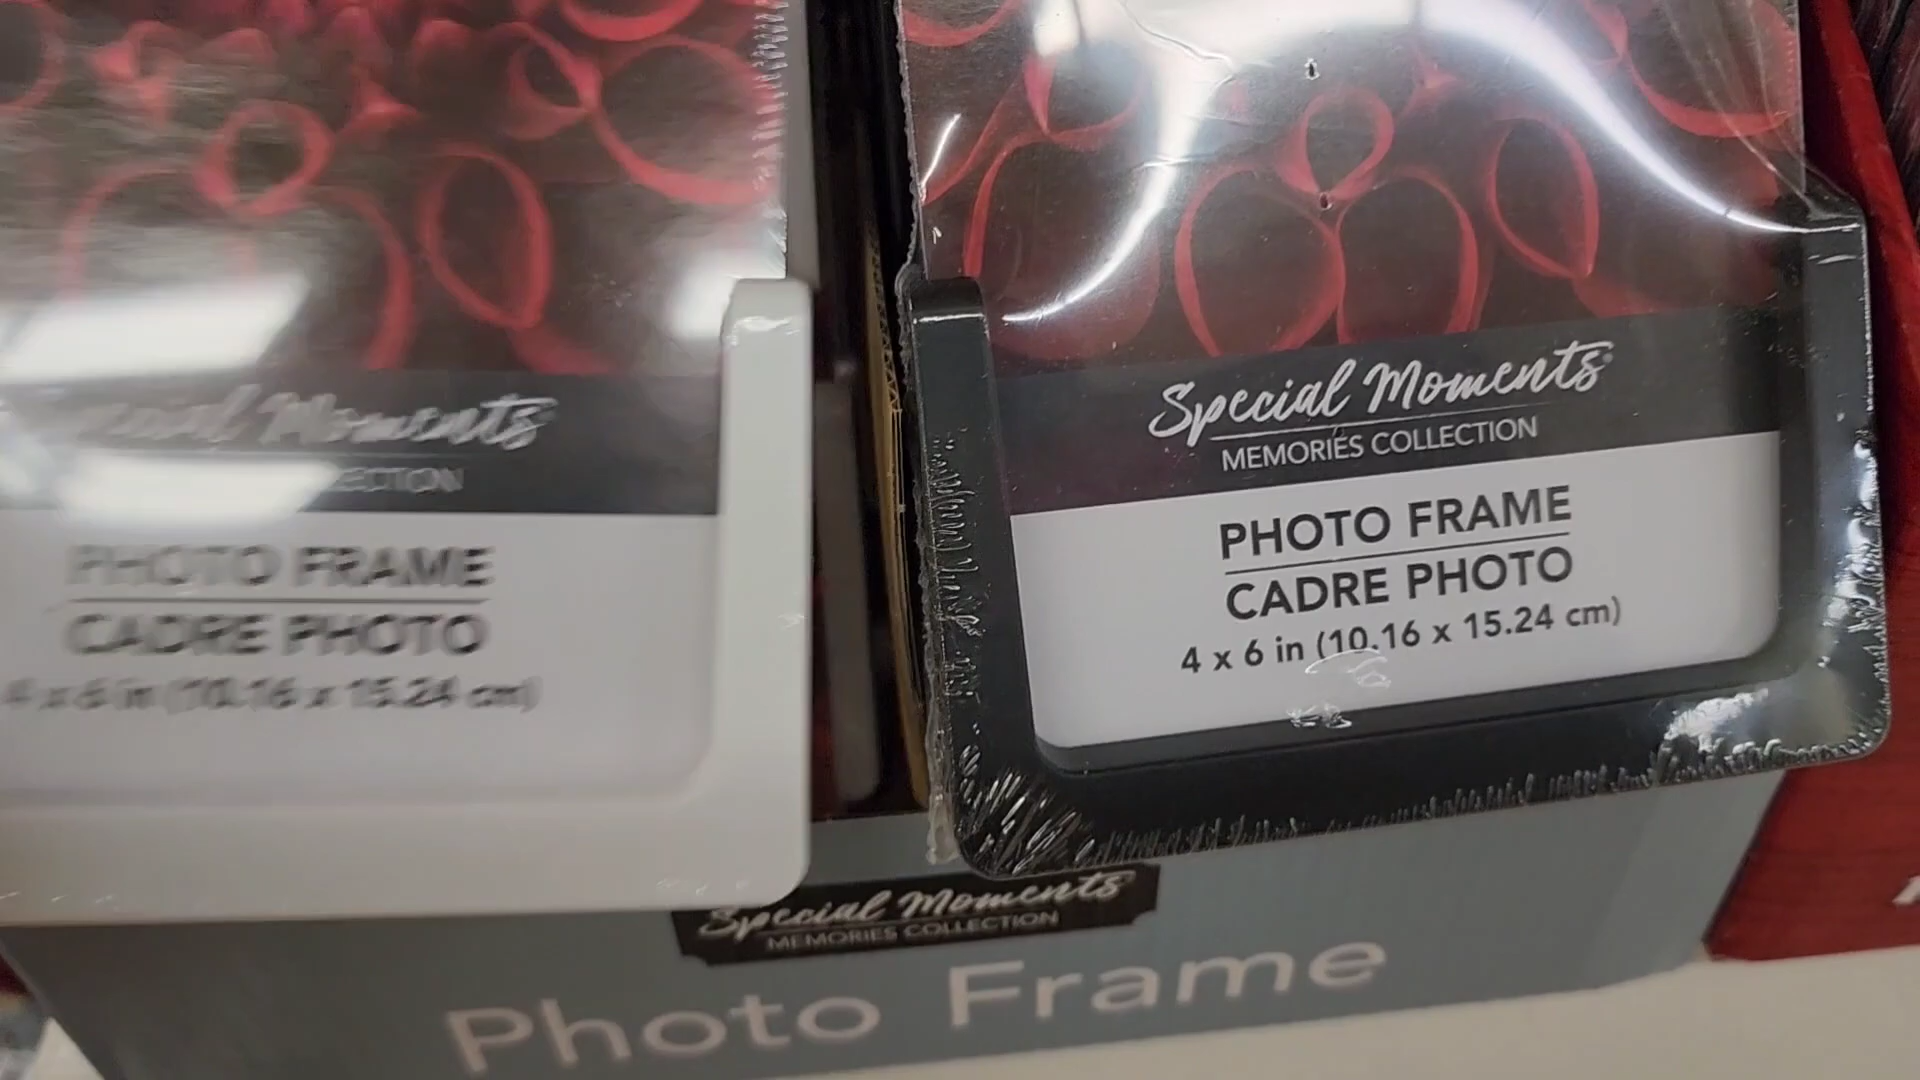 Special Moments
ECTION
PHOTO FRAME
CADRE PHOTO
4 x 6 in (10.16 x 15.24 cm)
Special Moments
MEMORIES COLLECTION
PHOTO FRAME
CADRE PHOTO
4 x 6 in (10.16 x 15.24 cm)
Special Moments
MEMORIES COLLECTION
Photo Frame